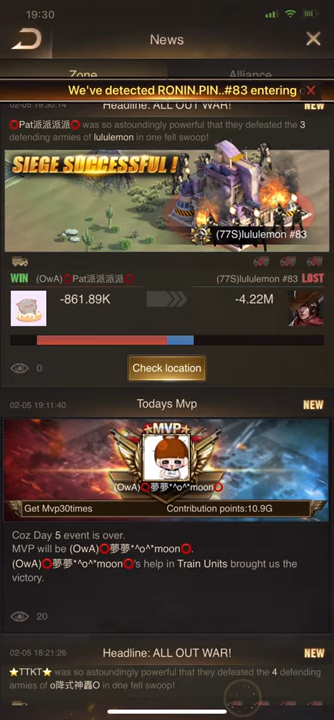 19:30
News
Zone Alliance
We've detected RONIN.PIN..#83 entering
02-05 19:30:14 Headline: ALL OUT WAR! NEW
⭕Pat派派派派⭕ was so astoundingly powerful that they defeated the 3
defending armies of lululemon in one fell swoop!
SIEGE SUCCESSFUL !
(77S)lululemon #83
WIN (OwA)⭕Pat派派派派⭕ (77S)lululemon #83 LOST
-861.89K -4.22M
0
Check location
02-05 19:11:40 Todays Mvp NEW
MVP
(OwA)⭕夢夢*^o^*moon⭕
Get Mvp30times Contribution points:10.9G
Coz Day 5 event is over.
MVP will be (OwA)⭕夢夢*^o^*moon⭕.
(OwA)⭕夢夢*^o^*moon⭕'s help in Train Units brought us the
victory.
20
02-05 18:21:26 Headline: ALL OUT WAR! NEW
⭐TTKT⭐ was so astoundingly powerful that they defeated the 4 defending
armies of o降式神轟O in one fell swoop!